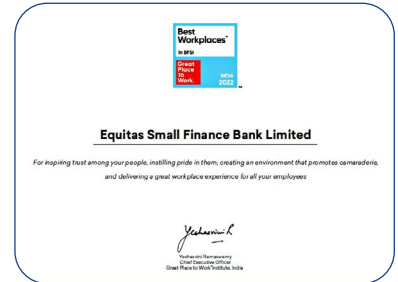 Best
Workplaces™
in BFSI
Great
Place
To
Work.
INDIA
2022
Equitas Small Finance Bank Limited
For inspiring trust among your people, instilling pride in them, creating an environment that promotes camaraderie,
and delivering a great workplace experience for all your employees
Yeshasvini R
Yeshasvini Ramaswamy
Chief Executive Officer
Great Place to Work® Institute, India